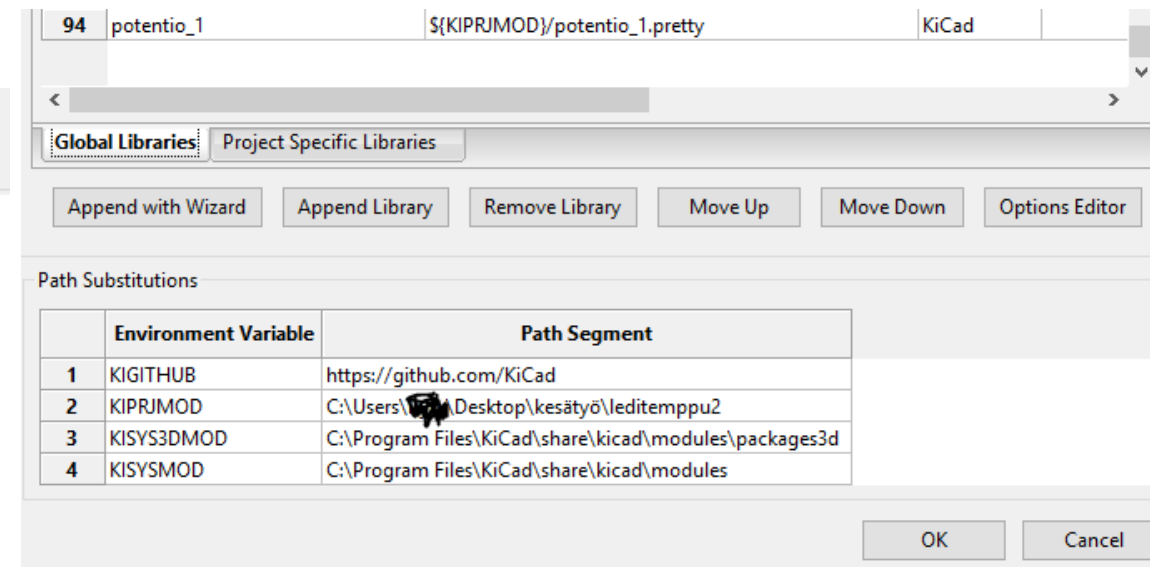 94 potentio_1 ${KIPRJMOD}/potentio_1.pretty KiCad
Global Libraries Project Specific Libraries
Append with Wizard Append Library Remove Library Move Up Move Down Options Editor
Path Substitutions
Environment Variable Path Segment
1 KIGITHUB https://github.com/KiCad
2 KIPRJMOD C:\Users\ \Desktop\kesätyö\leditemppu2
3 KISYS3DMOD C:\Program Files\KiCad\share\kicad\modules\packages3d
4 KISYSMOD C:\Program Files\KiCad\share\kicad\modules
OK Cancel